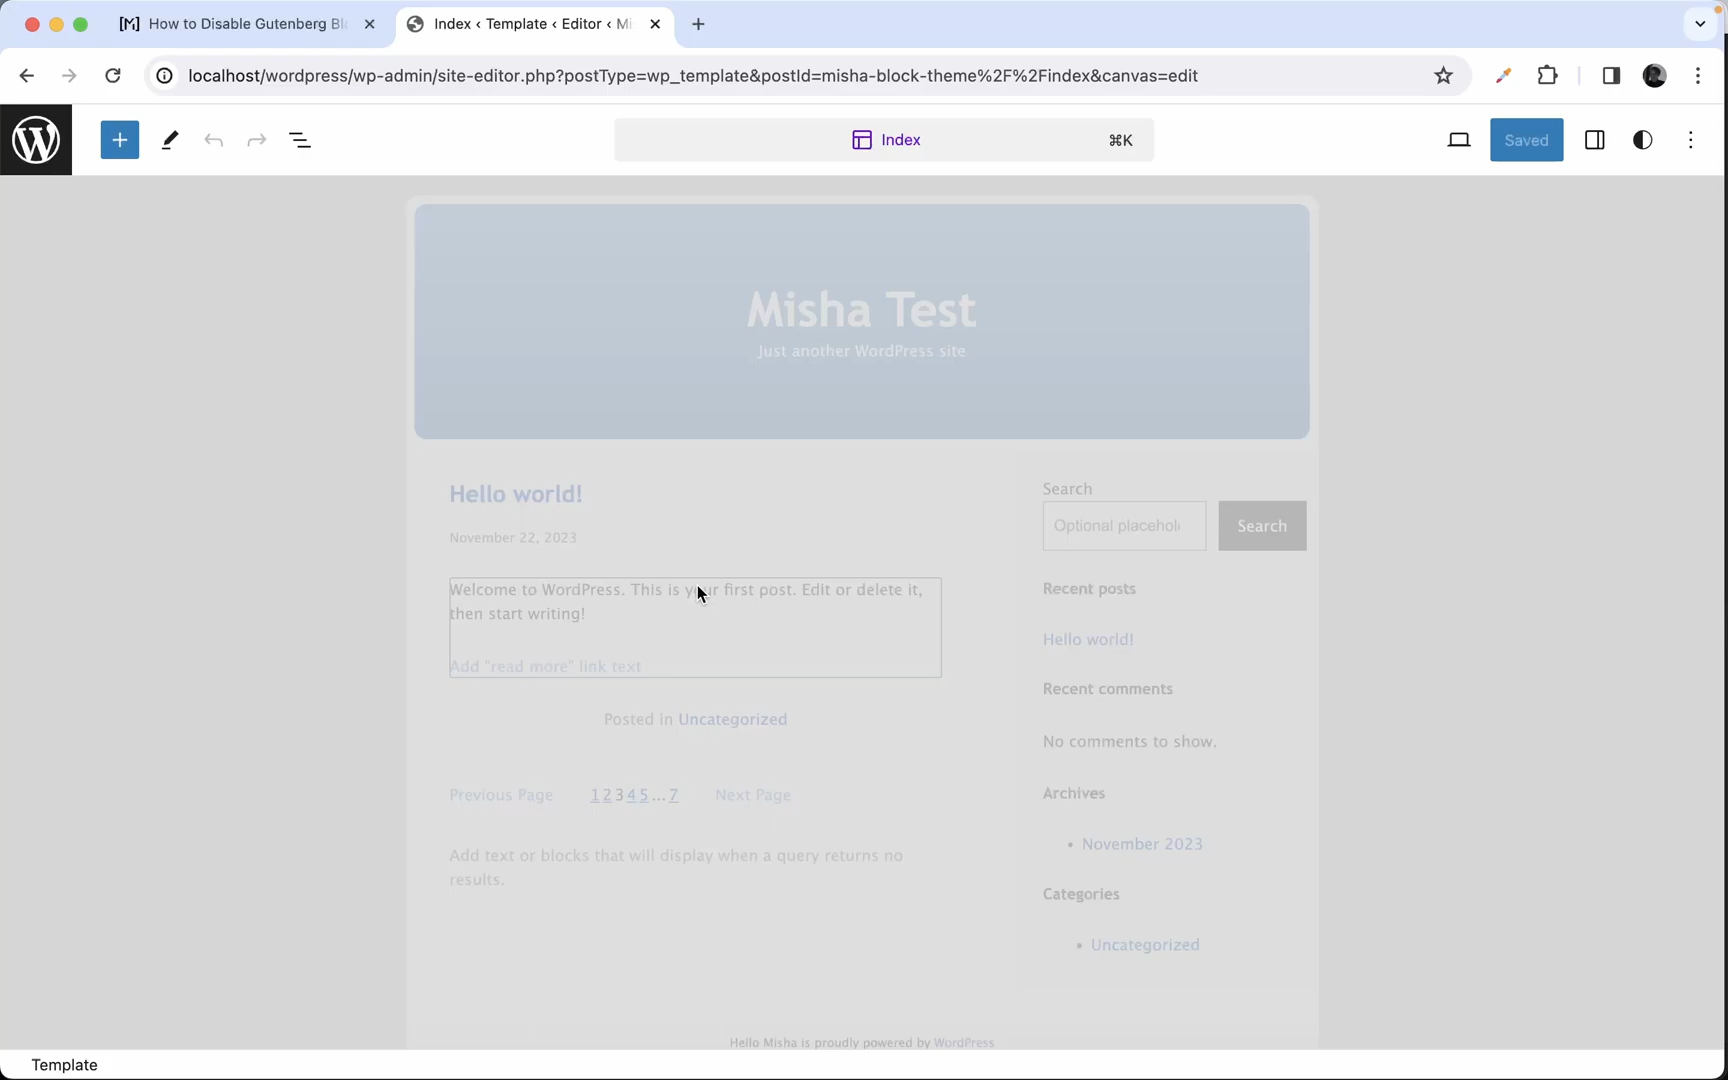 [M] How to Disable Gutenberg Bl
Index ‹ Template ‹ Editor ‹ Mi
localhost/wordpress/wp-admin/site-editor.php?postType=wp_template&postId=misha-block-theme%2F%2Findex&canvas=edit
Index ⌘K
Saved
Misha Test
Just another WordPress site
Hello world!
November 22, 2023
Welcome to WordPress. This is your first post. Edit or delete it,
then start writing!
Add "read more" link text
Posted in Uncategorized
Previous Page 1 2 3 4 5 ... 7 Next Page
Add text or blocks that will display when a query returns no
results.
Search
Optional placehol
Search
Recent posts
Hello world!
Recent comments
No comments to show.
Archives
• November 2023
Categories
• Uncategorized
Hello Misha is proudly powered by WordPress
Template